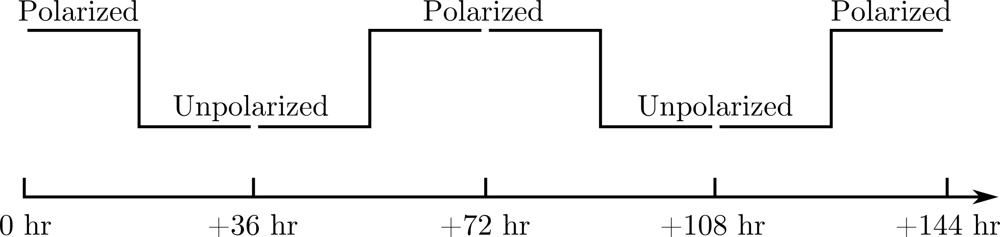 Polarized Polarized Polarized
Unpolarized Unpolarized
0 hr +36 hr +72 hr +108 hr +144 hr